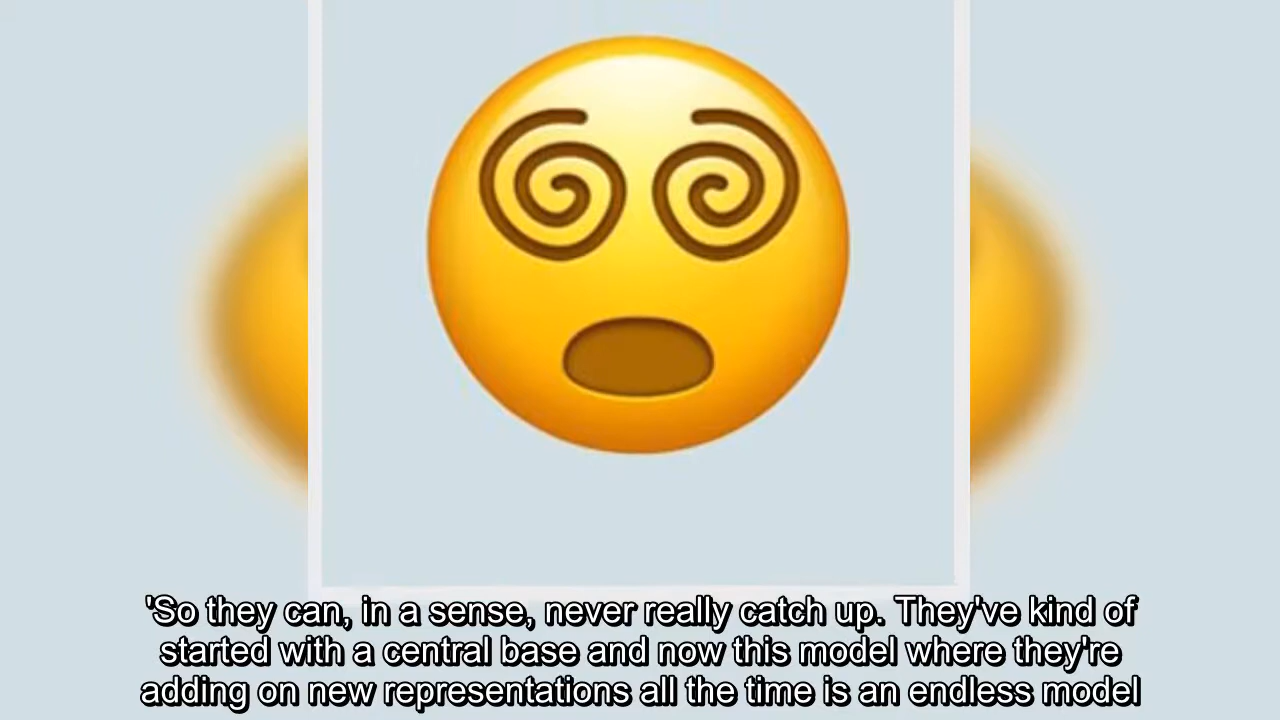 'So they can, in a sense, never really catch up. They've kind of
started with a central base and now this model where they're
adding on new representations all the time is an endless model